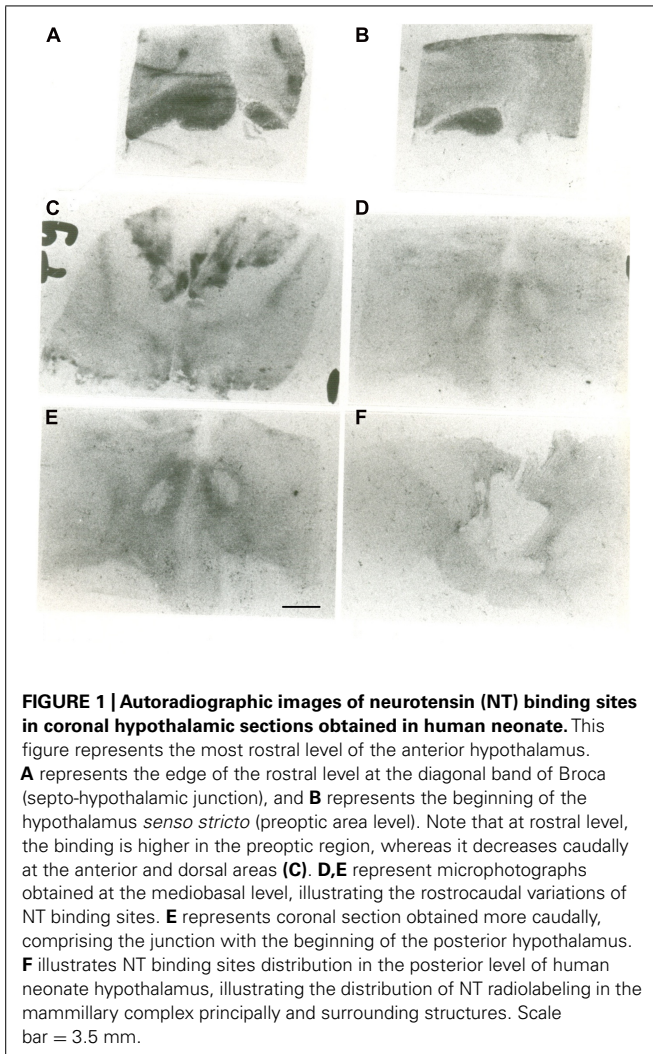 A
B
C
D
E
F
FIGURE 1 | Autoradiographic images of neurotensin (NT) binding sites
in coronal hypothalamic sections obtained in human neonate. This
figure represents the most rostral level of the anterior hypothalamus.
A represents the edge of the rostral level at the diagonal band of Broca
(septo-hypothalamic junction), and B represents the beginning of the
hypothalamus senso stricto (preoptic area level). Note that at rostral level,
the binding is higher in the preoptic region, whereas it decreases caudally
at the anterior and dorsal areas (C). D,E represent microphotographs
obtained at the mediobasal level, illustrating the rostrocaudal variations of
NT binding sites. E represents coronal section obtained more caudally,
comprising the junction with the beginning of the posterior hypothalamus.
F illustrates NT binding sites distribution in the posterior level of human
neonate hypothalamus, illustrating the distribution of NT radiolabeling in the
mammillary complex principally and surrounding structures. Scale
bar = 3.5 mm.